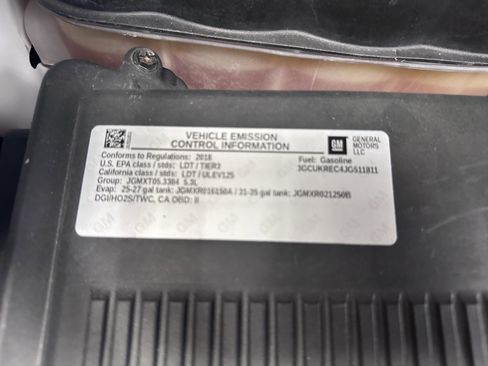 VEHICLE EMISSION
CONTROL INFORMATION
GM
GENERAL
MOTORS
LLC
Conforms to Regulations: 2018
U.S. EPA class / stds: LDT / TIER3
California class / stds: LDT / ULEV125
Group: JGMXT05.3384 5.3L
Evap: 25-27 gal tank: JGMXR016150A / 31-35 gal tank: JGMXR0212508
DGI/HO2S/TWC, CA OBD: II
Fuel: Gasoline
3GCUKREC4JG511811